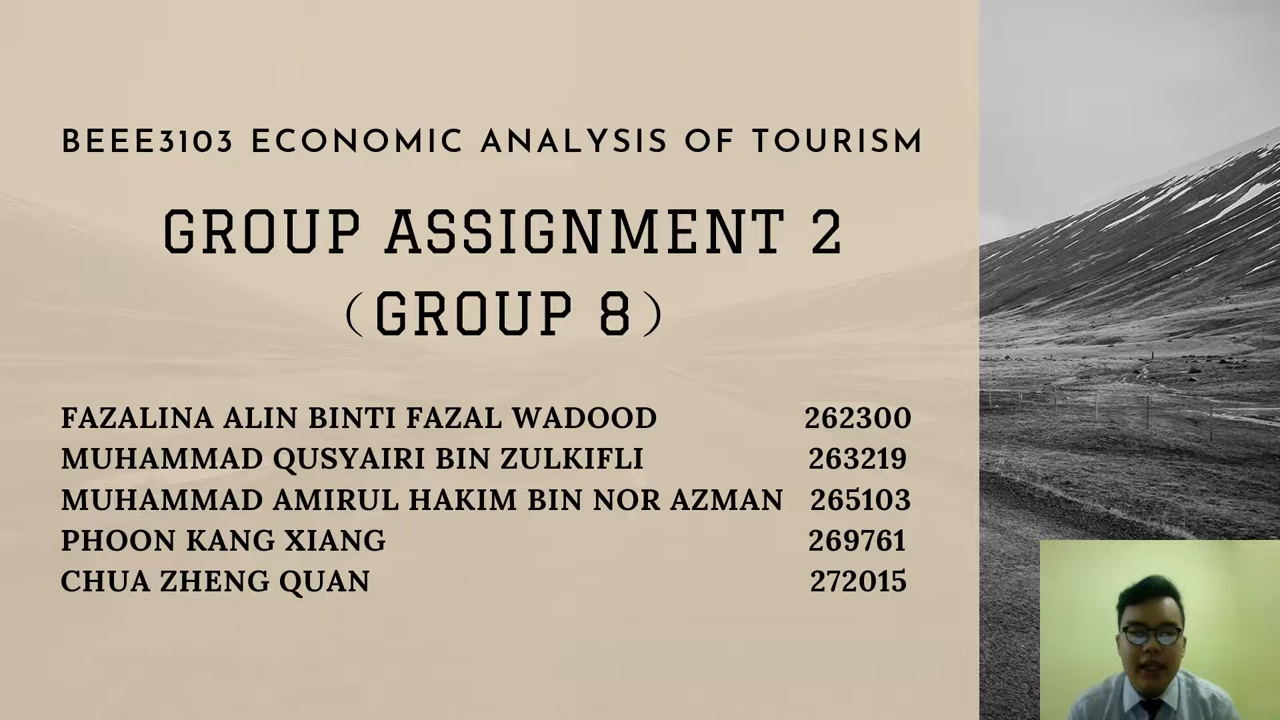 BEEE3103 ECONOMIC ANALYSIS OF TOURISM
GROUP ASSIGNMENT 2
（GROUP 8）
FAZALINA ALIN BINTI FAZAL WADOOD 262300
MUHAMMAD QUSYAIRI BIN ZULKIFLI 263219
MUHAMMAD AMIRUL HAKIM BIN NOR AZMAN 265103
PHOON KANG XIANG 269761
CHUA ZHENG QUAN 272015